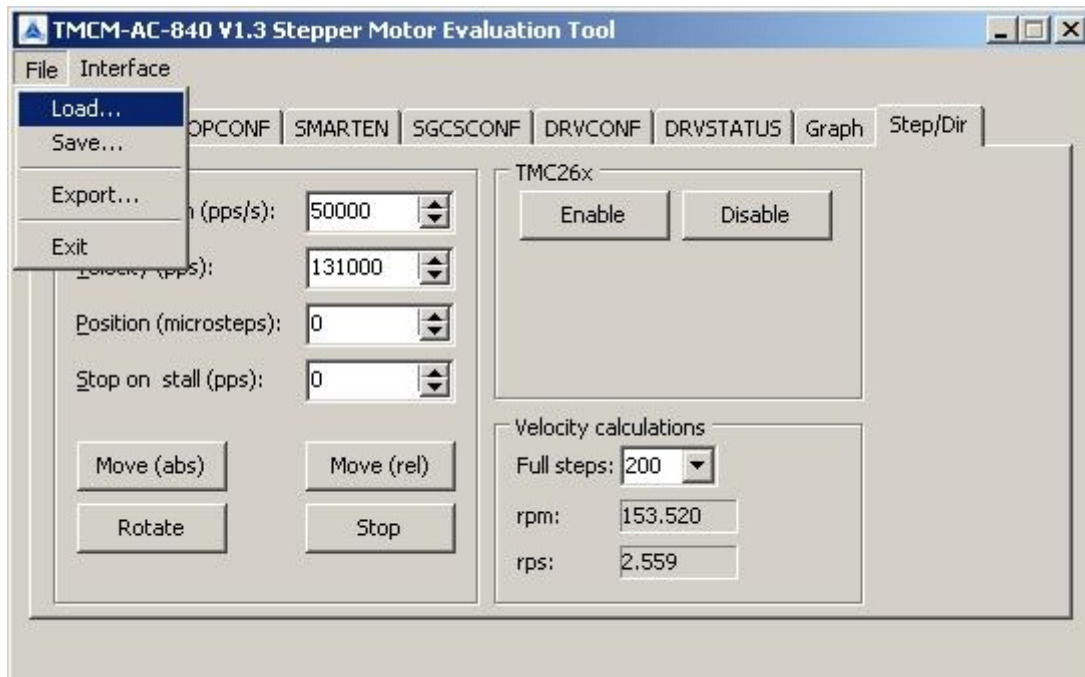 TMCM-AC-840 V1.3 Stepper Motor Evaluation Tool
File Interface
Load...
Save...
Export...
Exit
OPCONF SMARTEN SGCSCONF DRVCONF DRVSTATUS Graph Step/Dir
(pps/s): 50000
(pps): 131000
Position (microsteps): 0
Stop on stall (pps): 0
Move (abs) Move (rel)
Rotate Stop
TMC26x
Enable Disable
Velocity calculations
Full steps: 200
rpm: 153.520
rps: 2.559